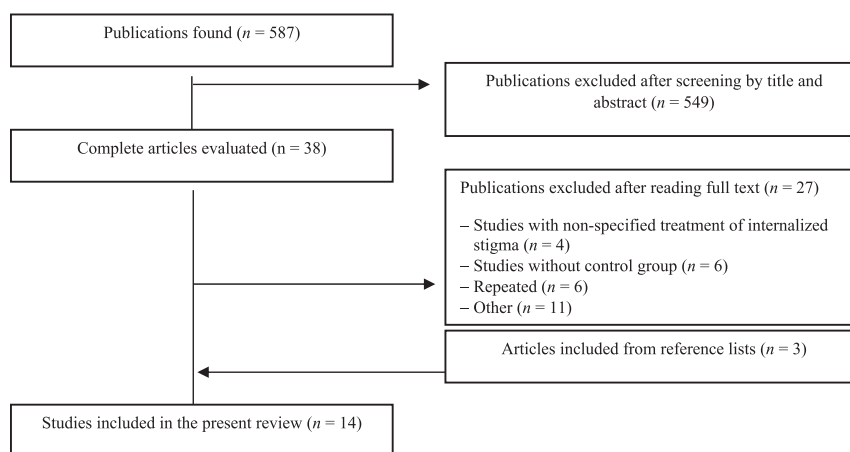 Publications found (n = 587)
Publications excluded after screening by title and
abstract (n = 549)
Complete articles evaluated (n = 38)
Publications excluded after reading full text (n = 27)
– Studies with non-specified treatment of internalized
stigma (n = 4)
– Studies without control group (n = 6)
– Repeated (n = 6)
– Other (n = 11)
Articles included from reference lists (n = 3)
Studies included in the present review (n = 14)